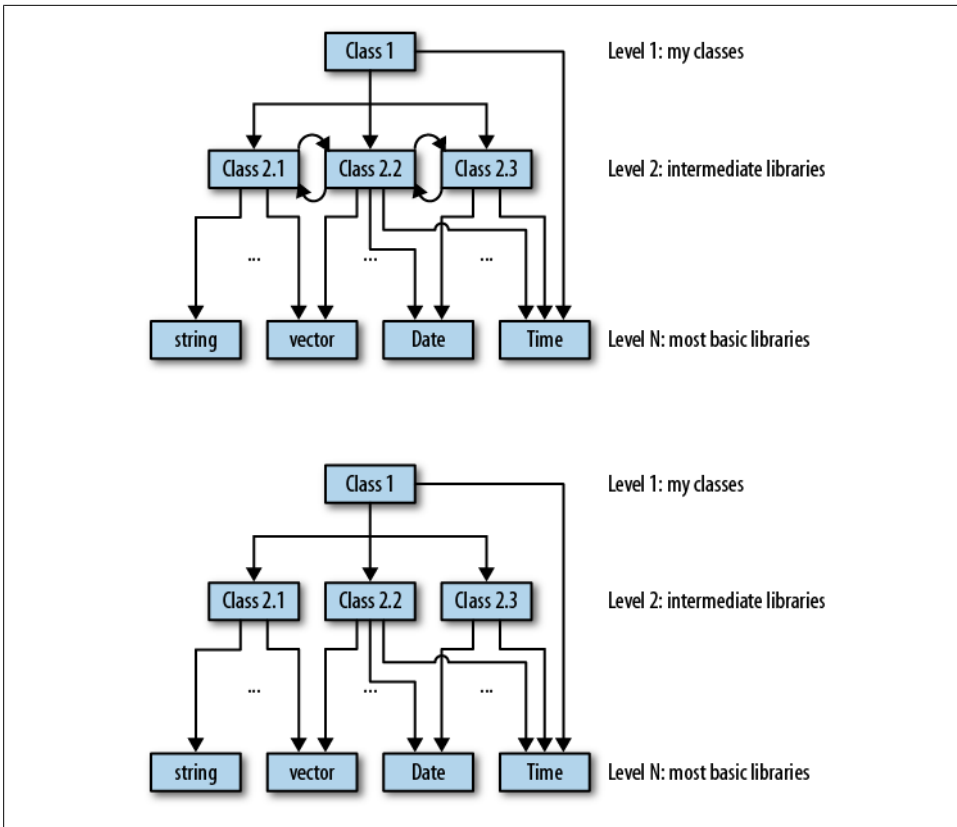 Class 1
Level 1: my classes
Class 2.1
Class 2.2
Class 2.3
Level 2: intermediate libraries
...
...
...
string
vector
Date
Time
Level N: most basic libraries
Class 1
Level 1: my classes
Class 2.1
Class 2.2
Class 2.3
Level 2: intermediate libraries
...
...
...
string
vector
Date
Time
Level N: most basic libraries